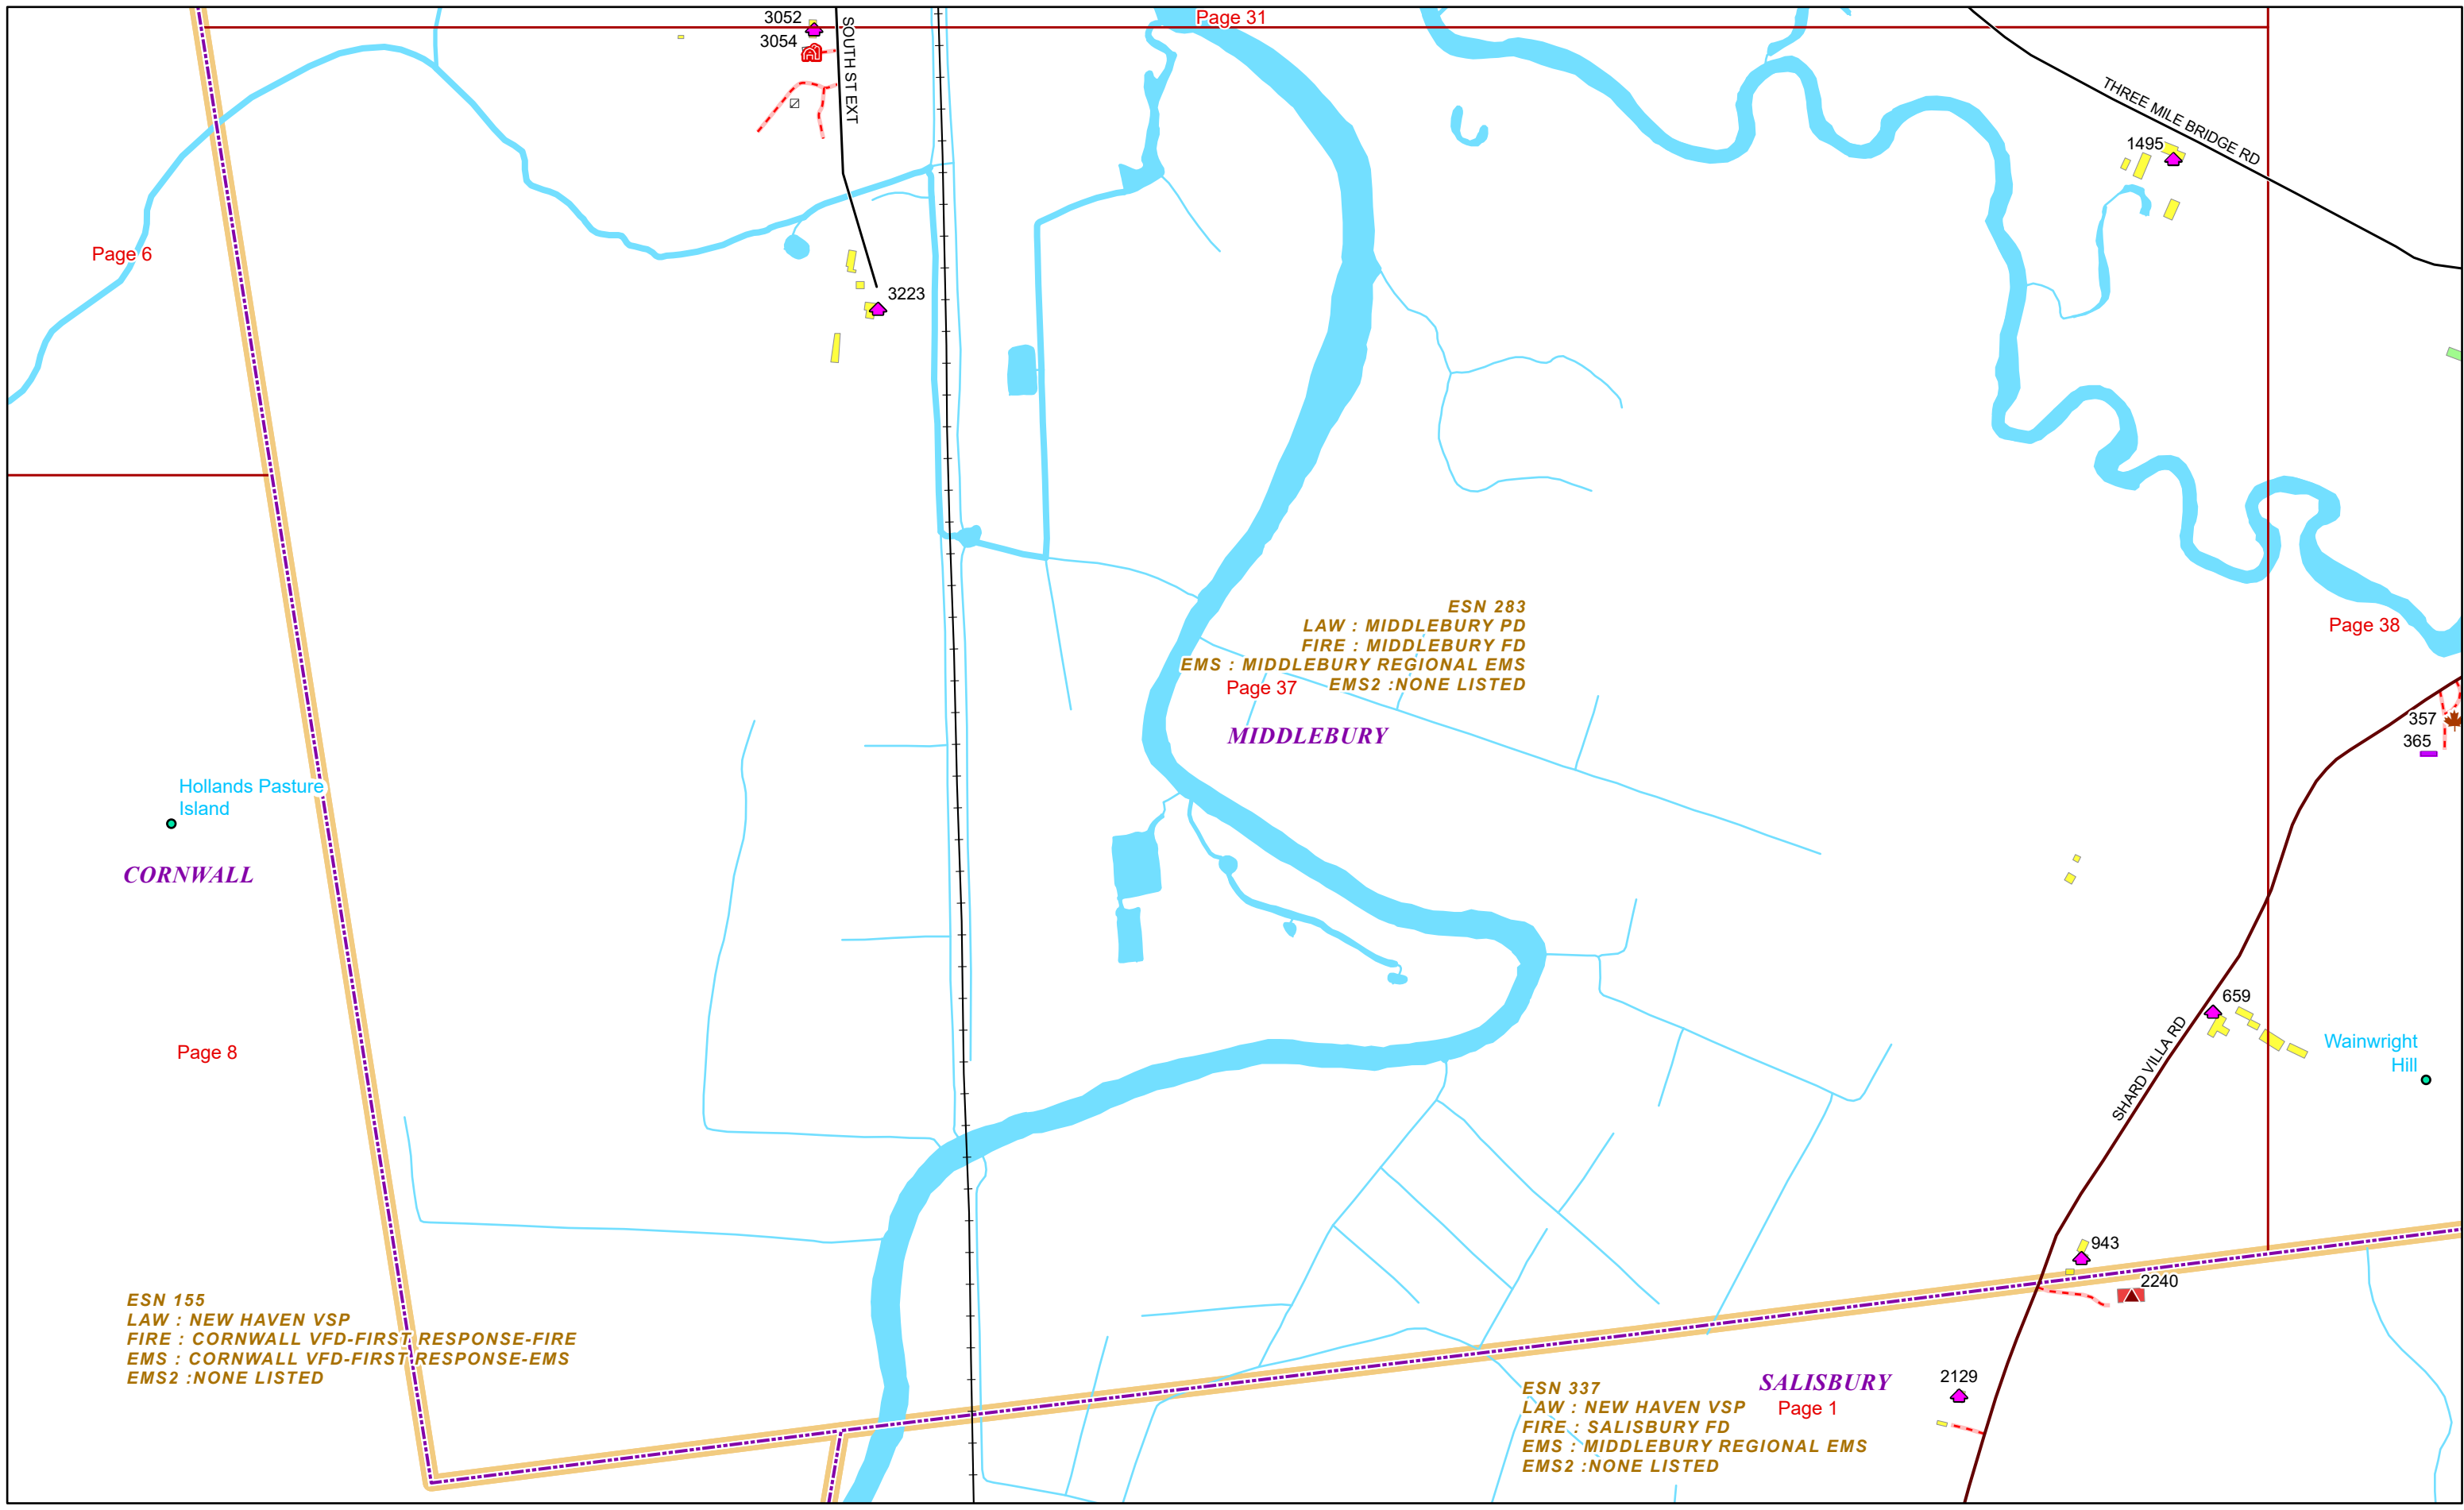 3052
Page 31
3054
SOUTH ST EXT
THREE MILE BRIDGE RD
1495
Page 6
3223
ESN 283
LAW : MIDDLEBURY PD
FIRE : MIDDLEBURY FD
EMS : MIDDLEBURY REGIONAL EMS
EMS2 :NONE LISTED
Page 37
MIDDLEBURY
Page 38
357
365
Hollands Pasture
Island
CORNWALL
659
Wainwright
Hill
Page 8
SHARD VILLA RD
943
2240
ESN 155
LAW : NEW HAVEN VSP
FIRE : CORNWALL VFD-FIRST RESPONSE-FIRE
EMS : CORNWALL VFD-FIRST RESPONSE-EMS
EMS2 :NONE LISTED
2129
SALISBURY
Page 1
ESN 337
LAW : NEW HAVEN VSP
FIRE : SALISBURY FD
EMS : MIDDLEBURY REGIONAL EMS
EMS2 :NONE LISTED